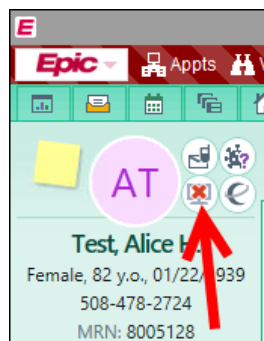 E
Epic
Appts
AT
Test, Alice
Female, 82 y.o., 01/22/1939
508-478-2724
MRN: 8005128